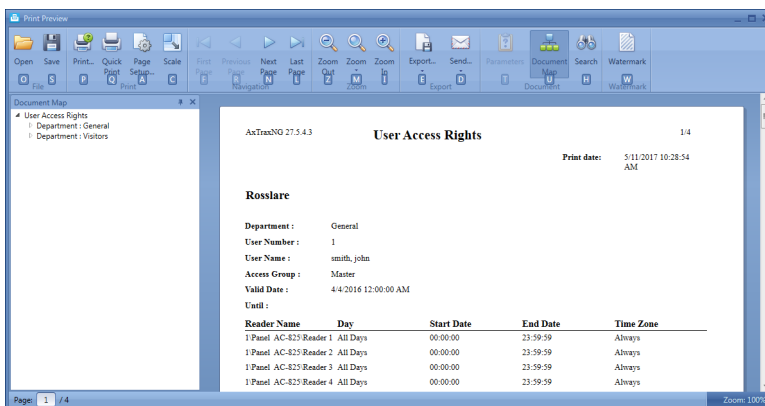 Print Preview
Open Save Print... Quick Print Page Setup... Scale First Page Previous Page Next Page Last Page Zoom Out Zoom Zoom In Export... Send... Parameters Document Map Search Watermark
O S P Q A C F R N L Z M I E D T U H W
File Print Navigation Zoom Export Document Watermark
Document Map
User Access Rights
Department : General
Department : Visitors
AxTraxNG 27.5.4.3 User Access Rights 1/4
Print date: 5/11/2017 10:28:54
AM
Rosslare
Department : General
User Number : 1
User Name : smith, john
Access Group : Master
Valid Date : 4/4/2016 12:00:00 AM
Until :
Reader Name Day Start Date End Date Time Zone
1\Panel AC-825\Reader 1 All Days 00:00:00 23:59:59 Always
1\Panel AC-825\Reader 2 All Days 00:00:00 23:59:59 Always
1\Panel AC-825\Reader 3 All Days 00:00:00 23:59:59 Always
1\Panel AC-825\Reader 4 All Days 00:00:00 23:59:59 Always
Page: 1 / 4 Zoom: 100%